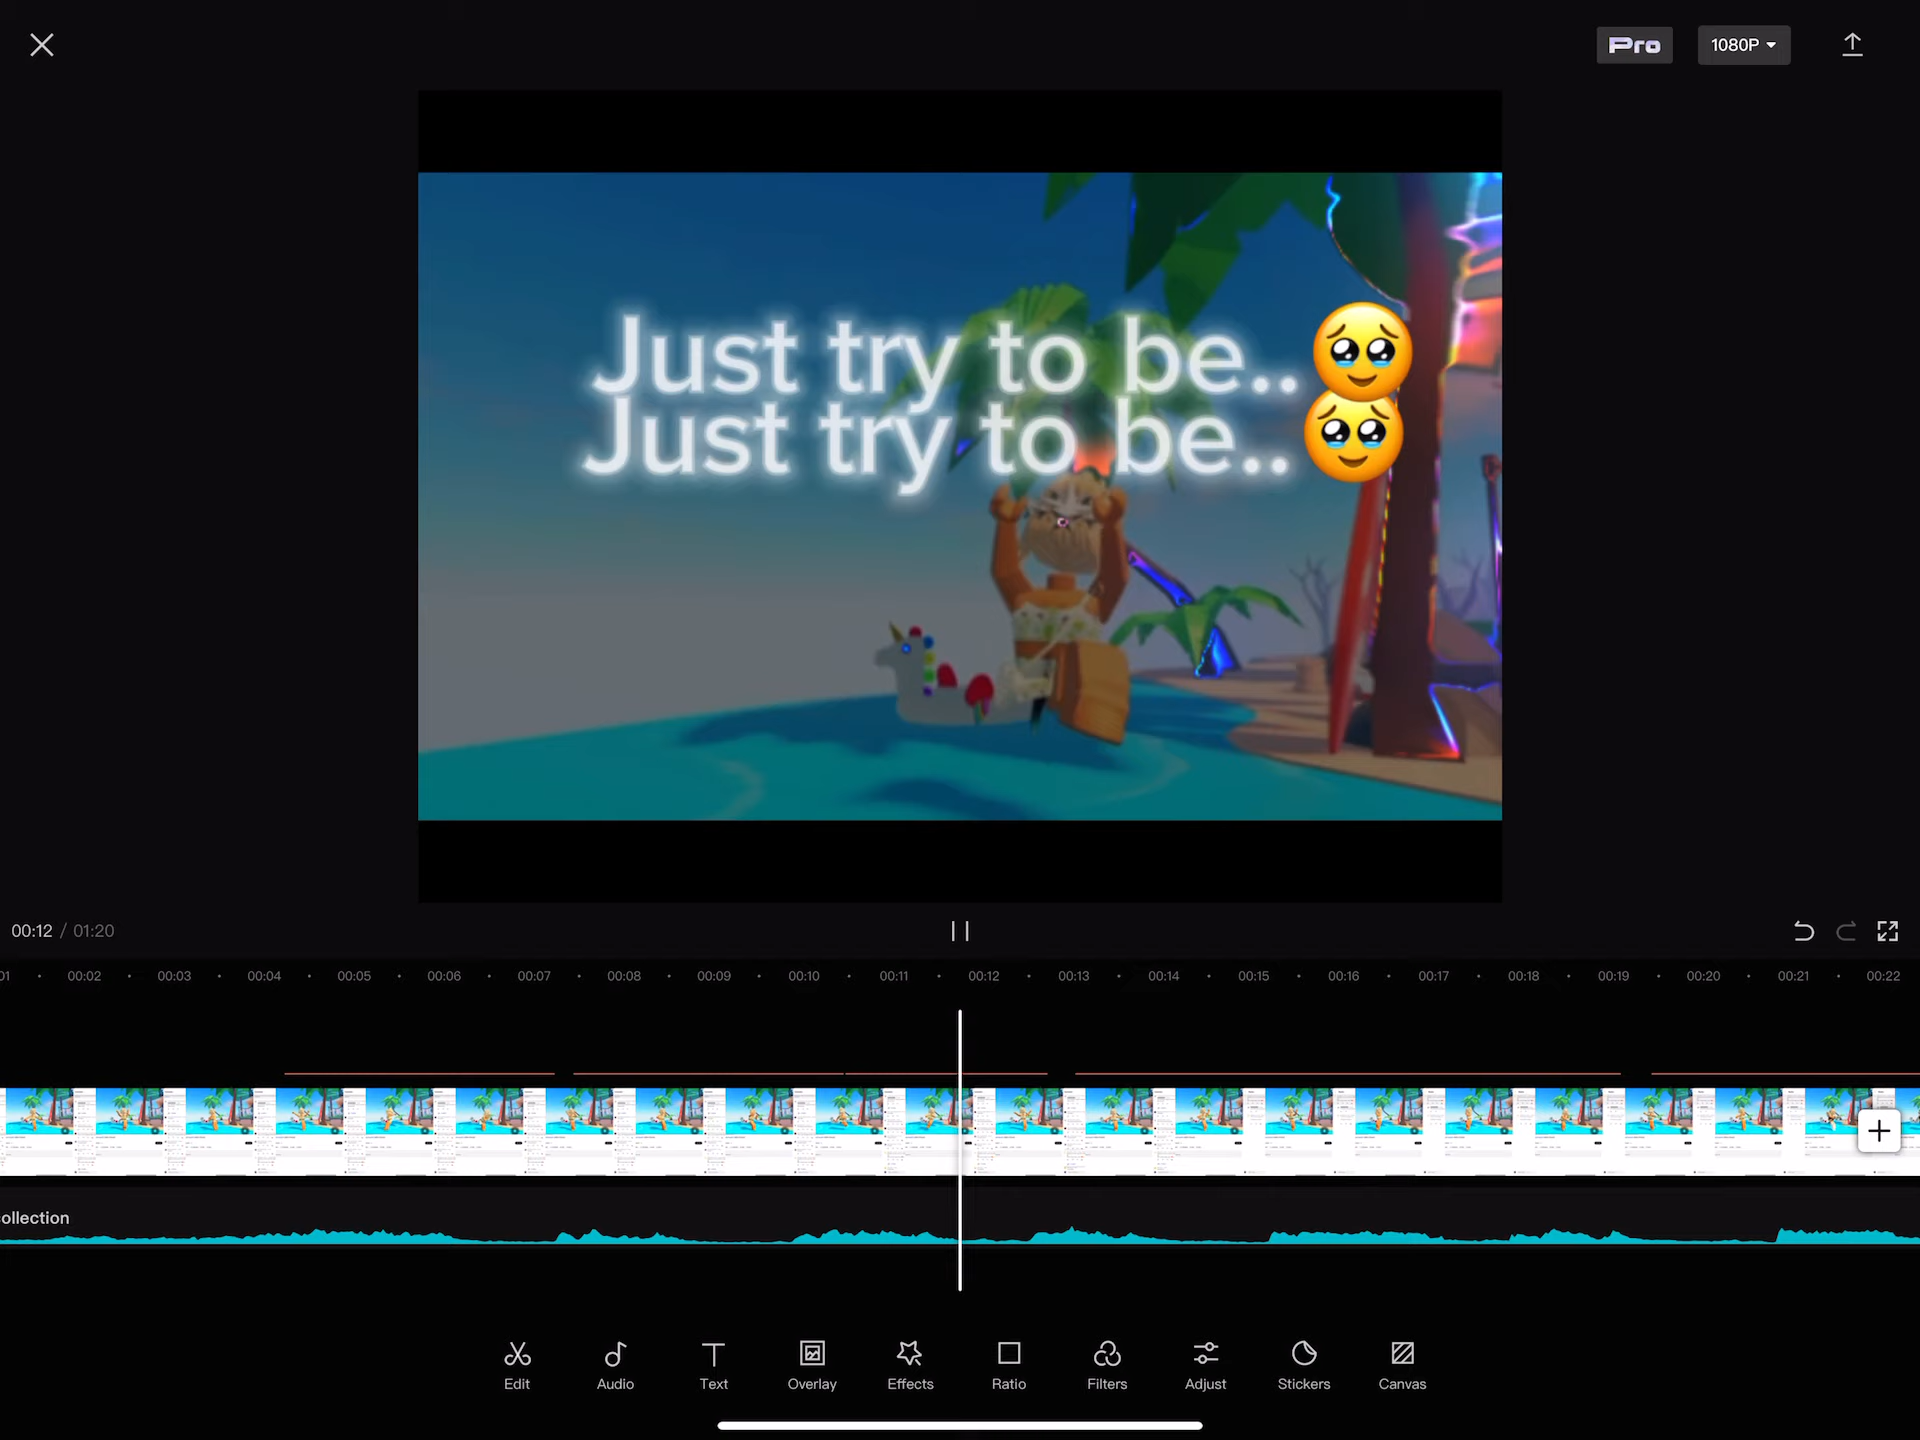 Pro
1080P
Just try to be..🥹
Just try to be..🥹
00:12 / 01:20
01 00:02 00:03 00:04 00:05 00:06 00:07 00:08 00:09 00:10 00:11 00:12 00:13 00:14 00:15 00:16 00:17 00:18 00:19 00:20 00:21 00:22
ollection
Edit
Audio
Text
Overlay
Effects
Ratio
Filters
Adjust
Stickers
Canvas